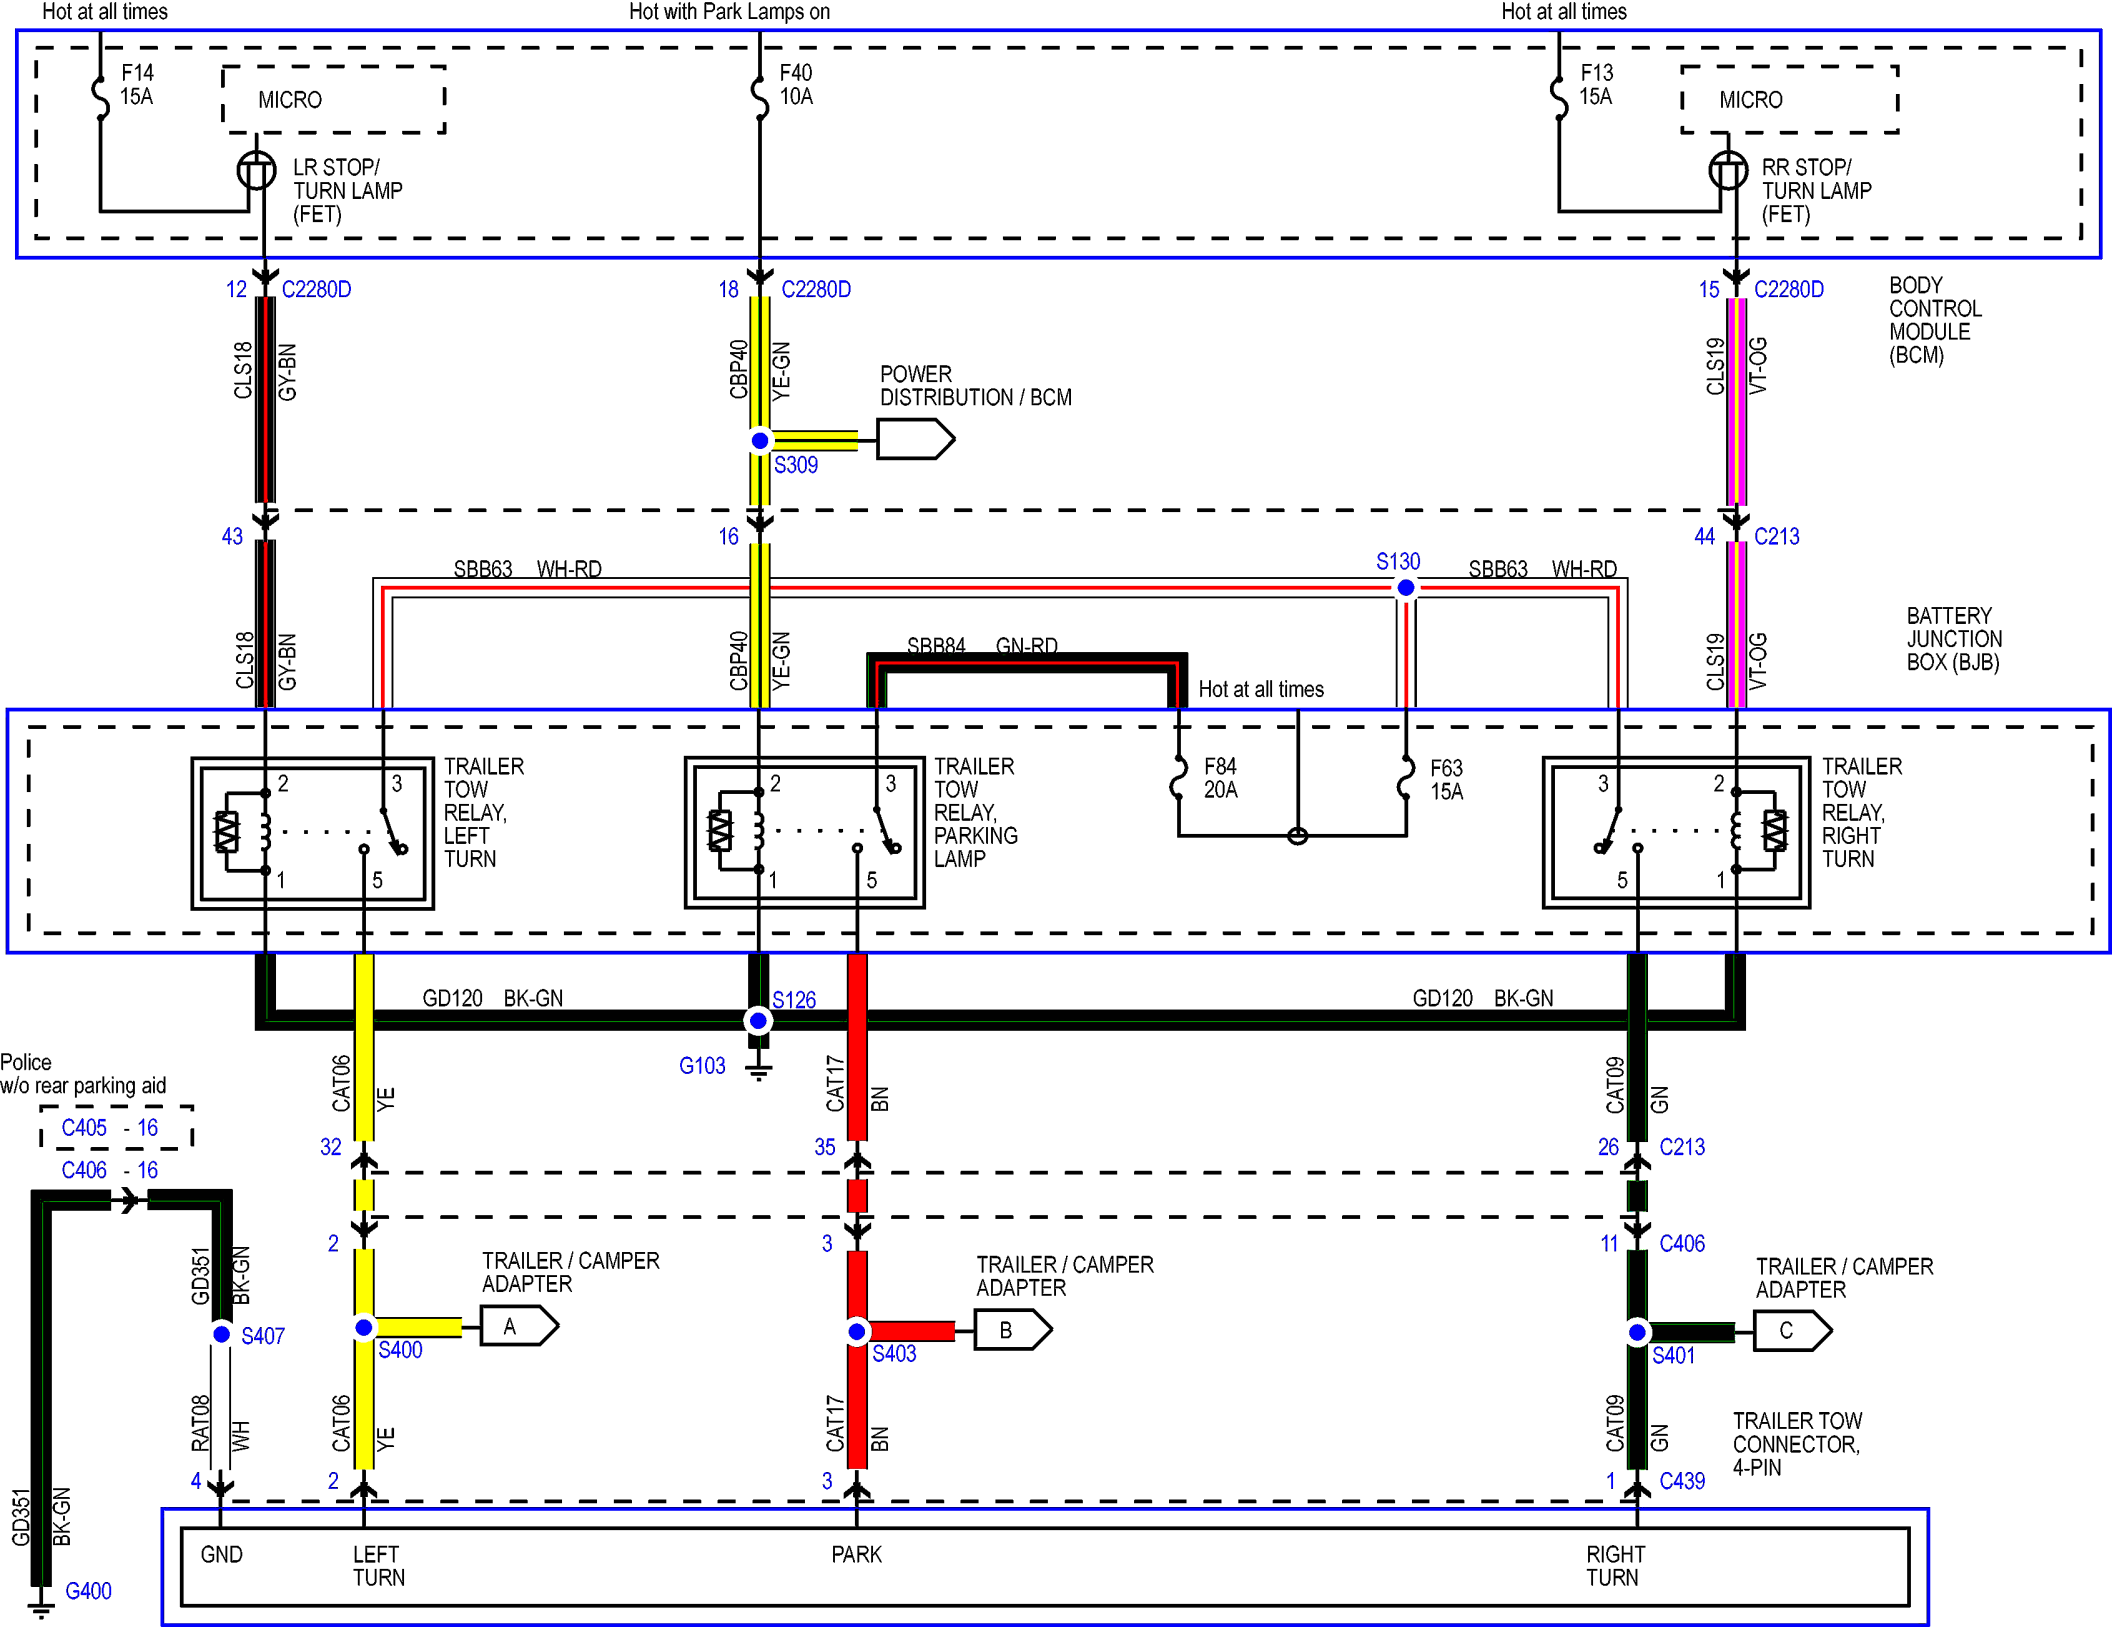 Hot at all times
Hot with Park Lamps on
Hot at all times
F14
15A
MICRO
LR STOP/
TURN LAMP
(FET)
F40
10A
F13
15A
MICRO
RR STOP/
TURN LAMP
(FET)
12 C2280D
18 C2280D
15 C2280D
BODY
CONTROL
MODULE
(BCM)
CLS18
GY-BN
CBP40
YE-GN
CLS19
VT-OG
POWER
DISTRIBUTION / BCM
S309
43
16
44 C213
SBB63 WH-RD
S130
SBB63 WH-RD
CLS18
GY-BN
CBP40
YE-GN
SBB84 GN-RD
CLS19
VT-OG
BATTERY
JUNCTION
BOX (BJB)
Hot at all times
2
3
1
5
TRAILER
TOW
RELAY,
LEFT
TURN
2
3
1
5
TRAILER
TOW
RELAY,
PARKING
LAMP
F84
20A
F63
15A
3
2
5
1
TRAILER
TOW
RELAY,
RIGHT
TURN
GD120 BK-GN
S126
GD120 BK-GN
G103
Police
w/o rear parking aid
C405 - 16
C406 - 16
CAT06
YE
CAT17
BN
CAT09
GN
32
35
26 C213
2
3
11 C406
GD351
BK-GN
TRAILER / CAMPER
ADAPTER
A
TRAILER / CAMPER
ADAPTER
B
TRAILER / CAMPER
ADAPTER
C
S407
S400
S403
S401
RAT08
WH
CAT06
YE
CAT17
BN
CAT09
GN
TRAILER TOW
CONNECTOR,
4-PIN
4
2
3
1 C439
GD351
BK-GN
G400
GND
LEFT
TURN
PARK
RIGHT
TURN